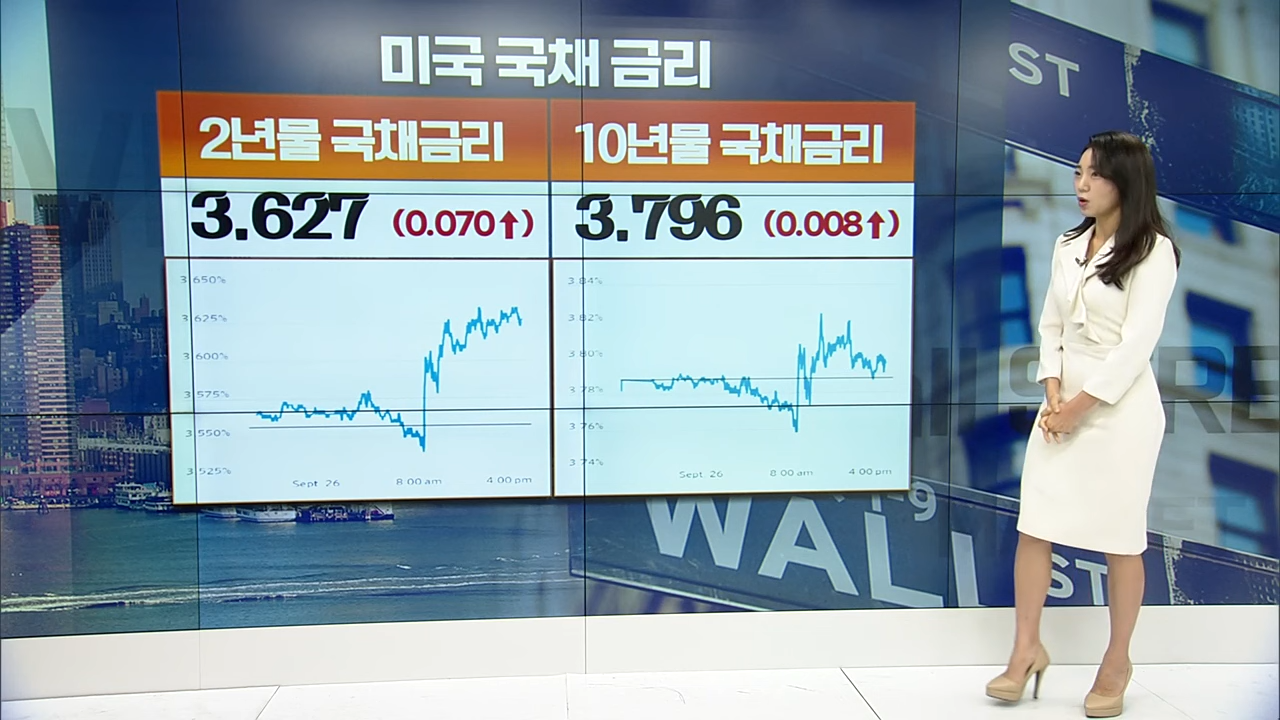 미국 국채 금리
2년물 국채금리
10년물 국채금리
3.627 (0.070↑)
3.796 (0.008↑)
3.650%
3.625%
3.600%
3.575%
3.550%
3.525%
Sept. 26
8:00 am
4:00 pm
3.84%
3.82%
3.80%
3.78%
3.76%
3.74%
Sept. 26
8:00 am
4:00 pm
ST
WALL
ST